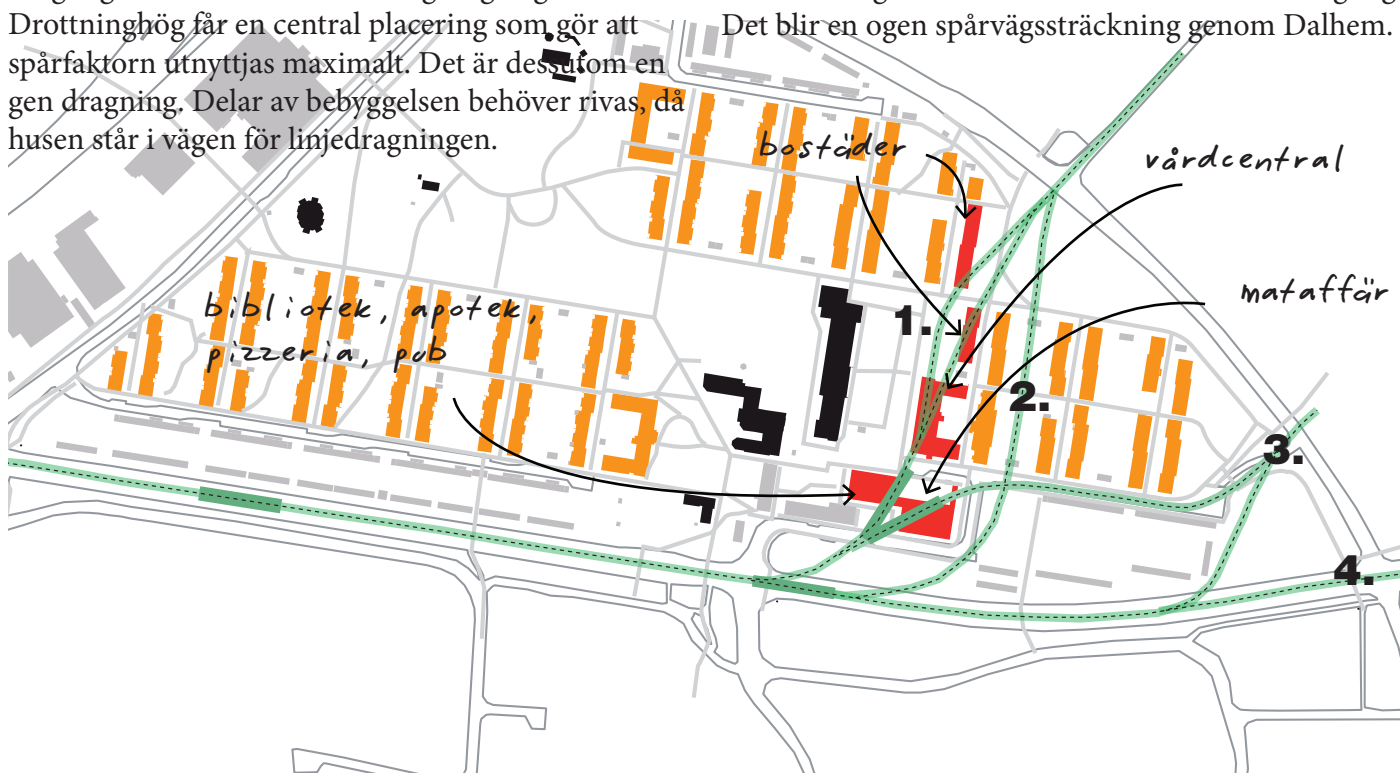 Drottninghög får en central placering som gör att
spårfaktorn utnyttjas maximalt. Det är dessutom en
gen dragning. Delar av bebyggelsen behöver rivas, då
husen står i vägen för linjedragningen.
Det blir en ogen spårvägssträckning genom Dalhem.
bostäder
vårdcentral
mataffär
bibliotek, apotek,
pizzeria, pub
1.
2.
3.
4.